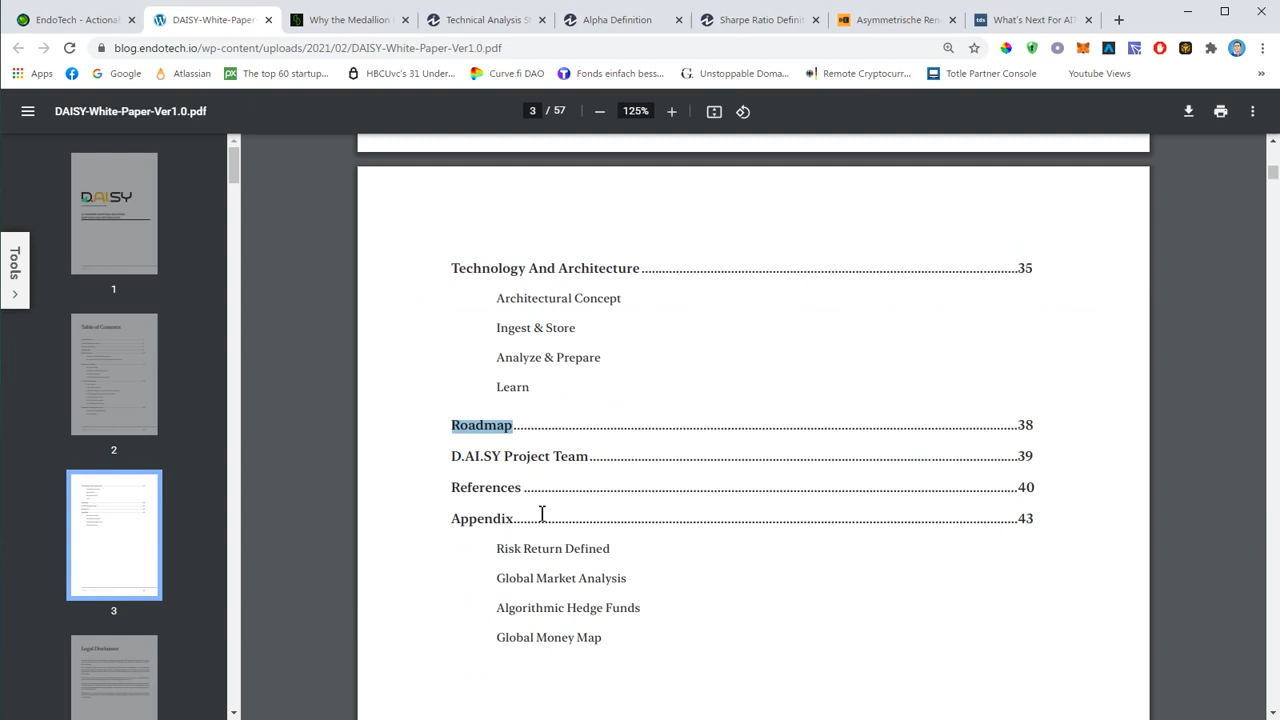 EndoTech - Actional
DAISY-White-Paper-
Why the Medallion
Technical Analysis St
Alpha Definition
Sharpe Ratio Definit
Asymmetrische Ren
What's Next For AI?
blog.endotech.io/wp-content/uploads/2021/02/DAISY-White-Paper-Ver1.0.pdf
Apps
Google
Atlassian
The top 60 startup...
HBCUvc's 31 Under...
Curve.fi DAO
Fonds einfach bess...
Unstoppable Doma...
Remote Cryptocurr...
Totle Partner Console
Youtube Views
DAISY-White-Paper-Ver1.0.pdf
3 / 57
125%
Tools
D.AI.SY
1
Table of Contents
2
3
Legal Disclaimer
Technology And Architecture 35
Architectural Concept
Ingest & Store
Analyze & Prepare
Learn
Roadmap 38
D.AI.SY Project Team 39
References 40
Appendix 43
Risk Return Defined
Global Market Analysis
Algorithmic Hedge Funds
Global Money Map